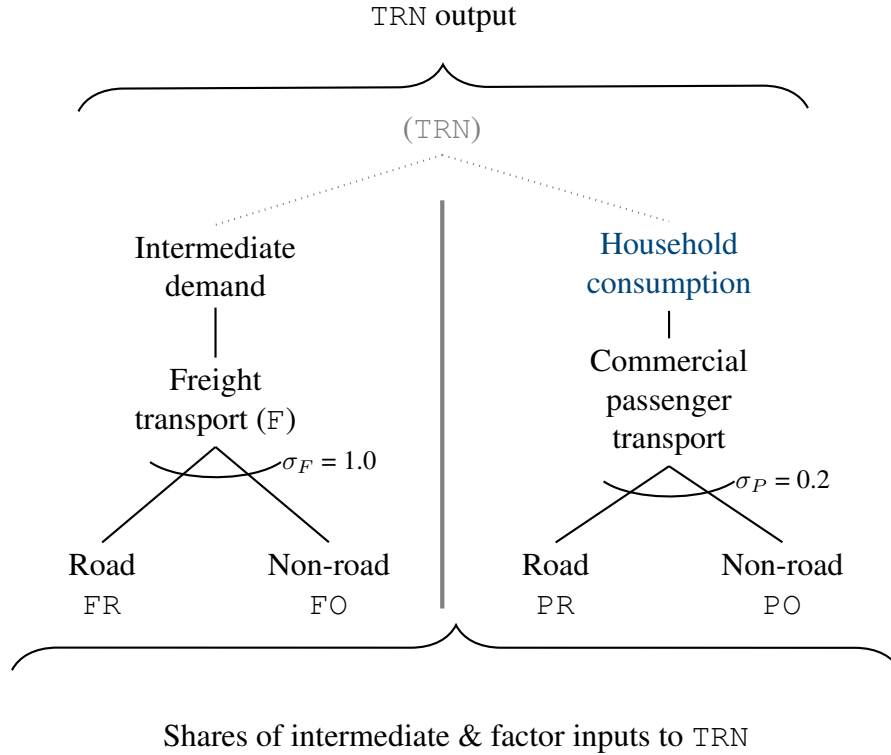 TRN output
(TRN)
Intermediate
demand
Household
consumption
Freight
transport (F)
Commercial
passenger
transport
σF = 1.0
σP = 0.2
Road
FR
Non-road
FO
Road
PR
Non-road
PO
Shares of intermediate & factor inputs to TRN